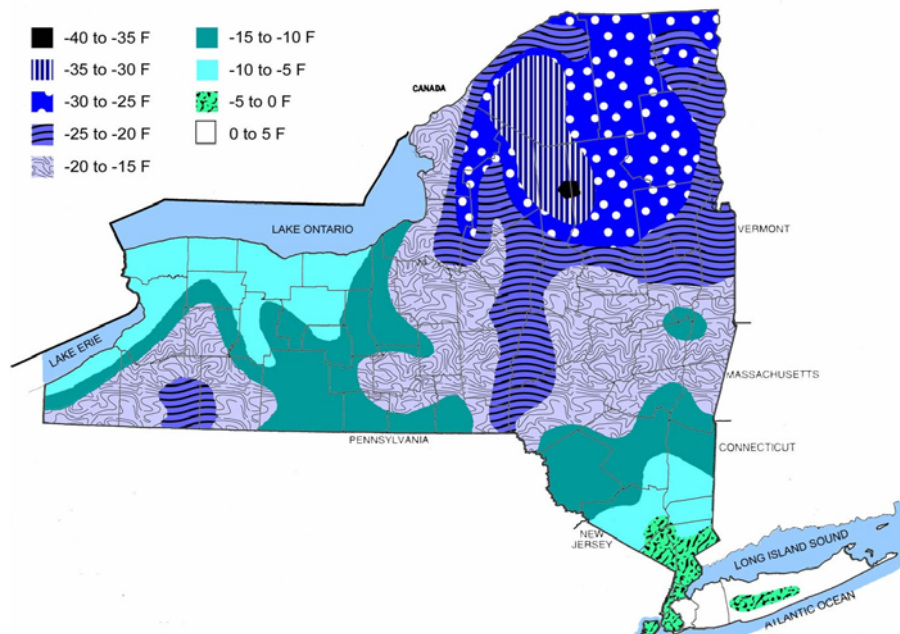 -40 to -35 F
-35 to -30 F
-30 to -25 F
-25 to -20 F
-20 to -15 F
-15 to -10 F
-10 to -5 F
-5 to 0 F
0 to 5 F
CANADA
LAKE ONTARIO
VERMONT
LAKE ERIE
MASSACHUSETTS
PENNSYLVANIA
CONNECTICUT
NEW
JERSEY
LONG ISLAND SOUND
ATLANTIC OCEAN